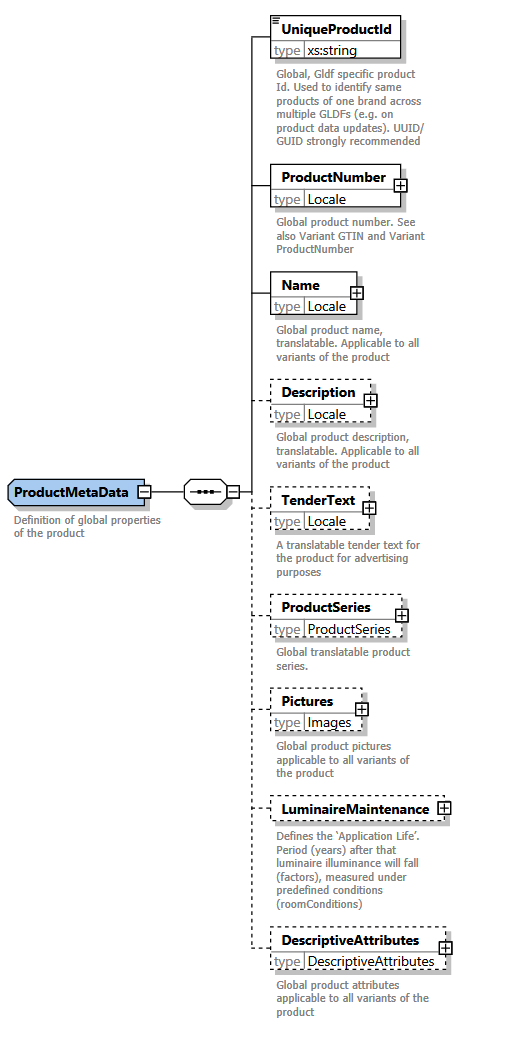 UniqueProductId
type xs:string
Global, Gldf specific product
Id. Used to identify same
products of one brand across
multiple GLDFs (e.g. on
product data updates). UUID/
GUID strongly recommended
ProductNumber
type Locale
Global product number. See
also Variant GTIN and Variant
ProductNumber
Name
type Locale
Global product name,
translatable. Applicable to all
variants of the product
Description
type Locale
Global product description,
translatable. Applicable to all
variants of the product
ProductMetaData
Definition of global properties
of the product
TenderText
type Locale
A translatable tender text for
the product for advertising
purposes
ProductSeries
type ProductSeries
Global translatable product
series.
Pictures
type Images
Global product pictures
applicable to all variants of
the product
LuminaireMaintenance
Defines the ‘Application Life’.
Period (years) after that
luminaire illuminance will fall
(factors), measured under
predefined conditions
(roomConditions)
DescriptiveAttributes
type DescriptiveAttributes
Global product attributes
applicable to all variants of the
product